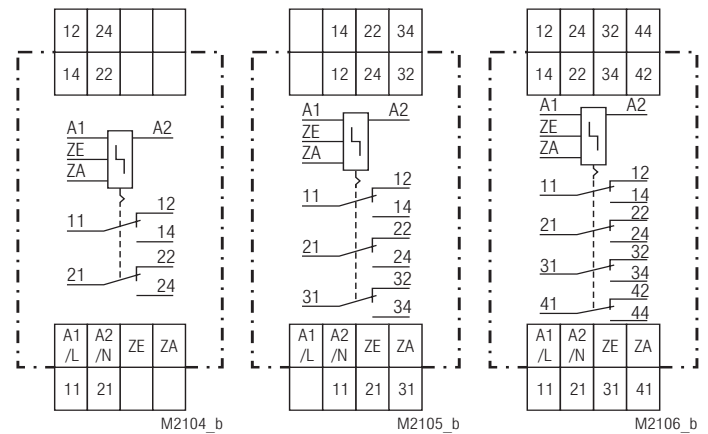 12 24
14 22
A1 A2
ZE
ZA
11 12
14
21 22
24
A1/L A2/N ZE ZA
11 21
M2104_b
14 22 34
12 24 32
A1 A2
ZE
ZA
11 12
14
21 22
24
31 32
34
A1/L A2/N ZE ZA
11 21 31
M2105_b
12 24 32 44
14 22 34 42
A1 A2
ZE
ZA
11 12
14
21 22
24
31 32
34
41 42
44
A1/L A2/N ZE ZA
11 21 31 41
M2106_b